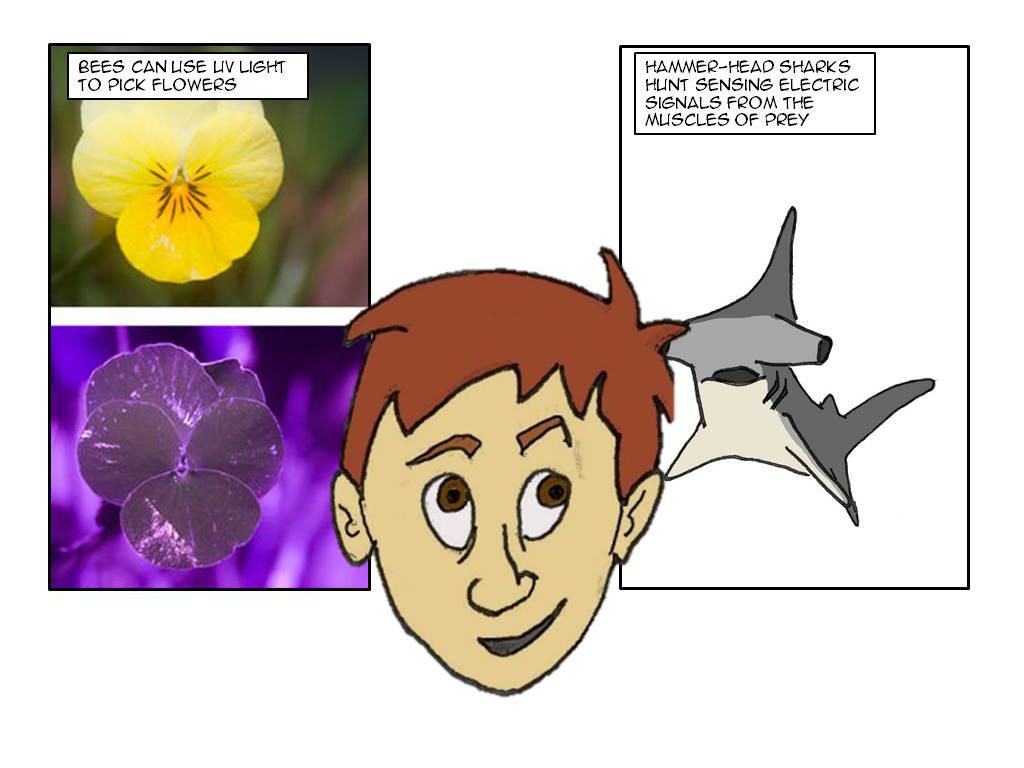 BEES CAN USE UV LIGHT
TO PICK FLOWERS
HAMMER-HEAD SHARKS
HUNT SENSING ELECTRIC
SIGNALS FROM THE
MUSCLES OF PREY